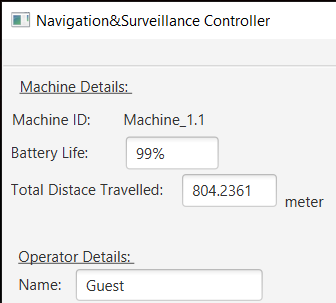 Navigation&Surveillance Controller
Machine Details:
Machine ID: Machine_1.1
Battery Life: 99%
Total Distace Travelled: 804.2361 meter
Operator Details:
Name: Guest